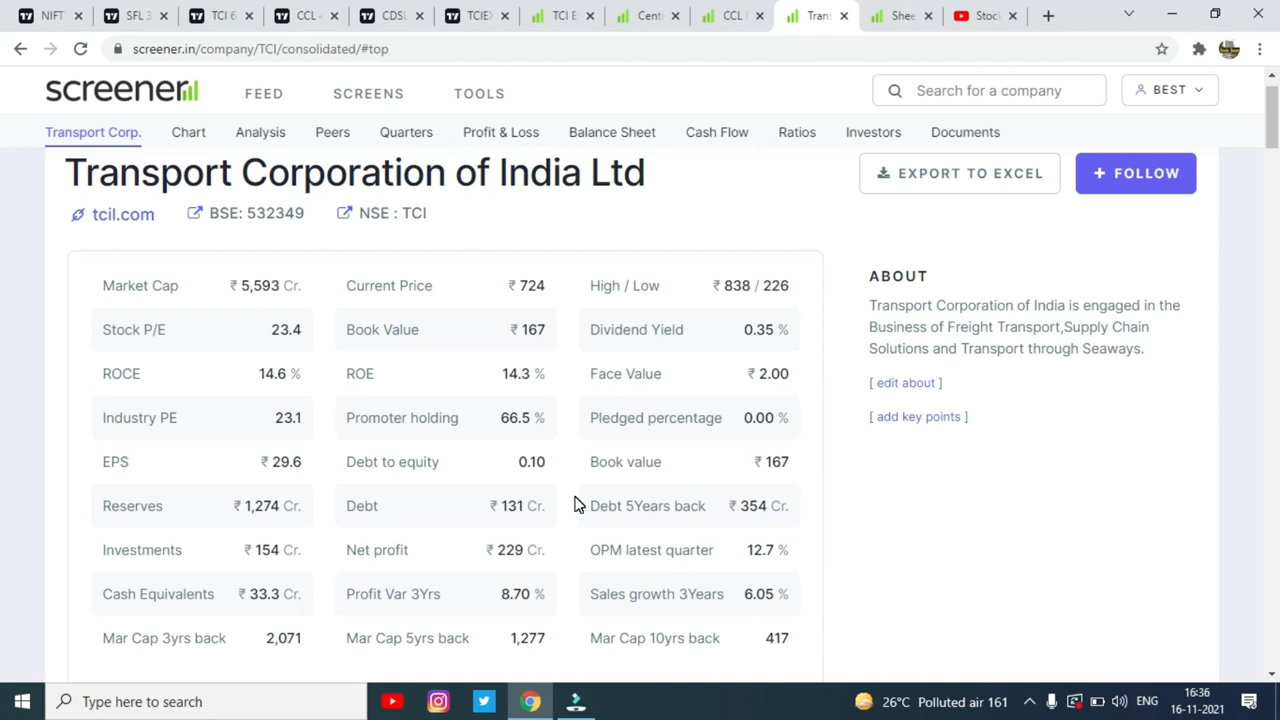 NIFT
SFL 3
TCI 6
CCL
CDSL
TCIEX
TCI E
Cent
CCL
Trans
Shee
Stoc
screener.in/company/TCI/consolidated/#top
screener
FEED
SCREENS
TOOLS
Search for a company
BEST
Transport Corp.
Chart
Analysis
Peers
Quarters
Profit & Loss
Balance Sheet
Cash Flow
Ratios
Investors
Documents
Transport Corporation of India Ltd
EXPORT TO EXCEL
+ FOLLOW
tcil.com
BSE: 532349
NSE : TCI
Market Cap ₹ 5,593 Cr.
Current Price ₹ 724
High / Low ₹ 838 / 226
Stock P/E 23.4
Book Value ₹ 167
Dividend Yield 0.35 %
ROCE 14.6 %
ROE 14.3 %
Face Value ₹ 2.00
Industry PE 23.1
Promoter holding 66.5 %
Pledged percentage 0.00 %
EPS ₹ 29.6
Debt to equity 0.10
Book value ₹ 167
Reserves ₹ 1,274 Cr.
Debt ₹ 131 Cr.
Debt 5Years back ₹ 354 Cr.
Investments ₹ 154 Cr.
Net profit ₹ 229 Cr.
OPM latest quarter 12.7 %
Cash Equivalents ₹ 33.3 Cr.
Profit Var 3Yrs 8.70 %
Sales growth 3Years 6.05 %
Mar Cap 3yrs back 2,071
Mar Cap 5yrs back 1,277
Mar Cap 10yrs back 417
ABOUT
Transport Corporation of India is engaged in the
Business of Freight Transport,Supply Chain
Solutions and Transport through Seaways.
[ edit about ]
[ add key points ]
Type here to search
26°C Polluted air 161
ENG
16:36
16-11-2021